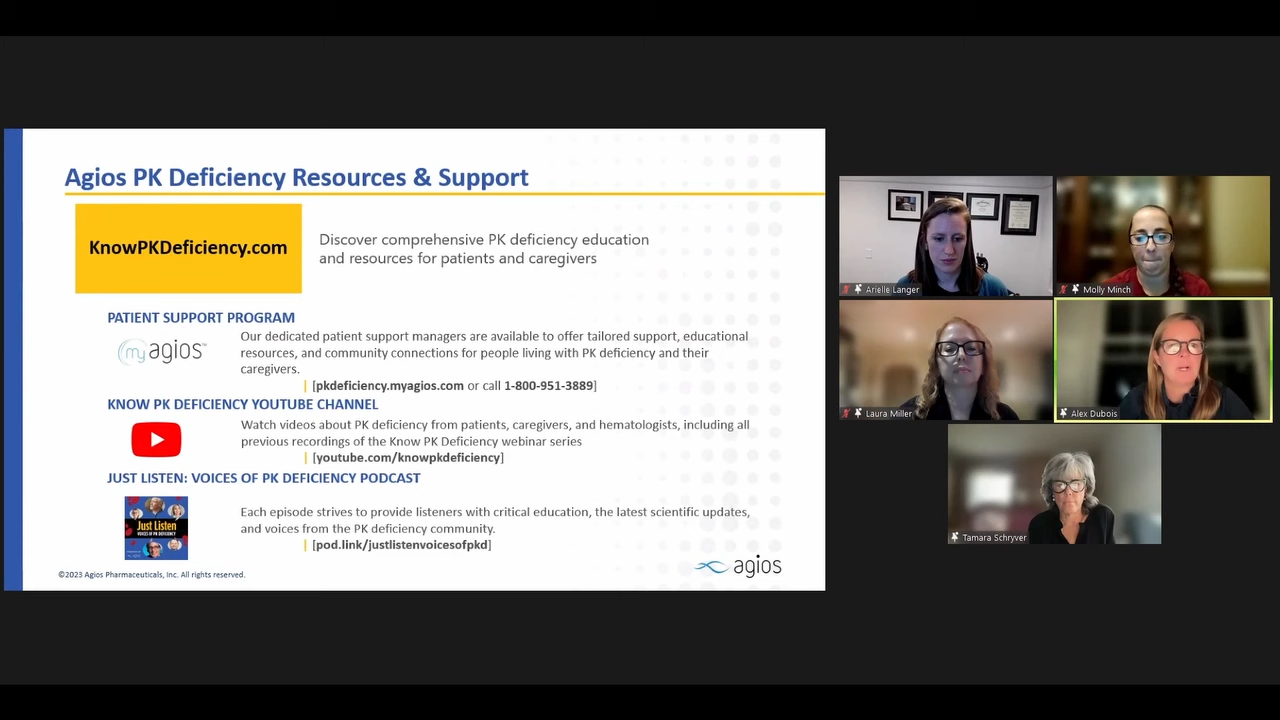 Agios PK Deficiency Resources & Support
KnowPKDeficiency.com
Discover comprehensive PK deficiency education
and resources for patients and caregivers
PATIENT SUPPORT PROGRAM
my agios™
Our dedicated patient support managers are available to offer tailored support, educational
resources, and community connections for people living with PK deficiency and their
caregivers.
[pkdeficiency.myagios.com or call 1-800-951-3889]
KNOW PK DEFICIENCY YOUTUBE CHANNEL
Watch videos about PK deficiency from patients, caregivers, and hematologists, including all
previous recordings of the Know PK Deficiency webinar series
[youtube.com/knowpkdeficiency]
JUST LISTEN: VOICES OF PK DEFICIENCY PODCAST
Just Listen
VOICES OF PK DEFICIENCY
Each episode strives to provide listeners with critical education, the latest scientific updates,
and voices from the PK deficiency community.
[pod.link/justlistenvoicesofpkd]
©2023 Agios Pharmaceuticals, Inc. All rights reserved.
agios
Arielle Langer
Molly Minch
Laura Miller
Alex Dubois
Tamara Schryver